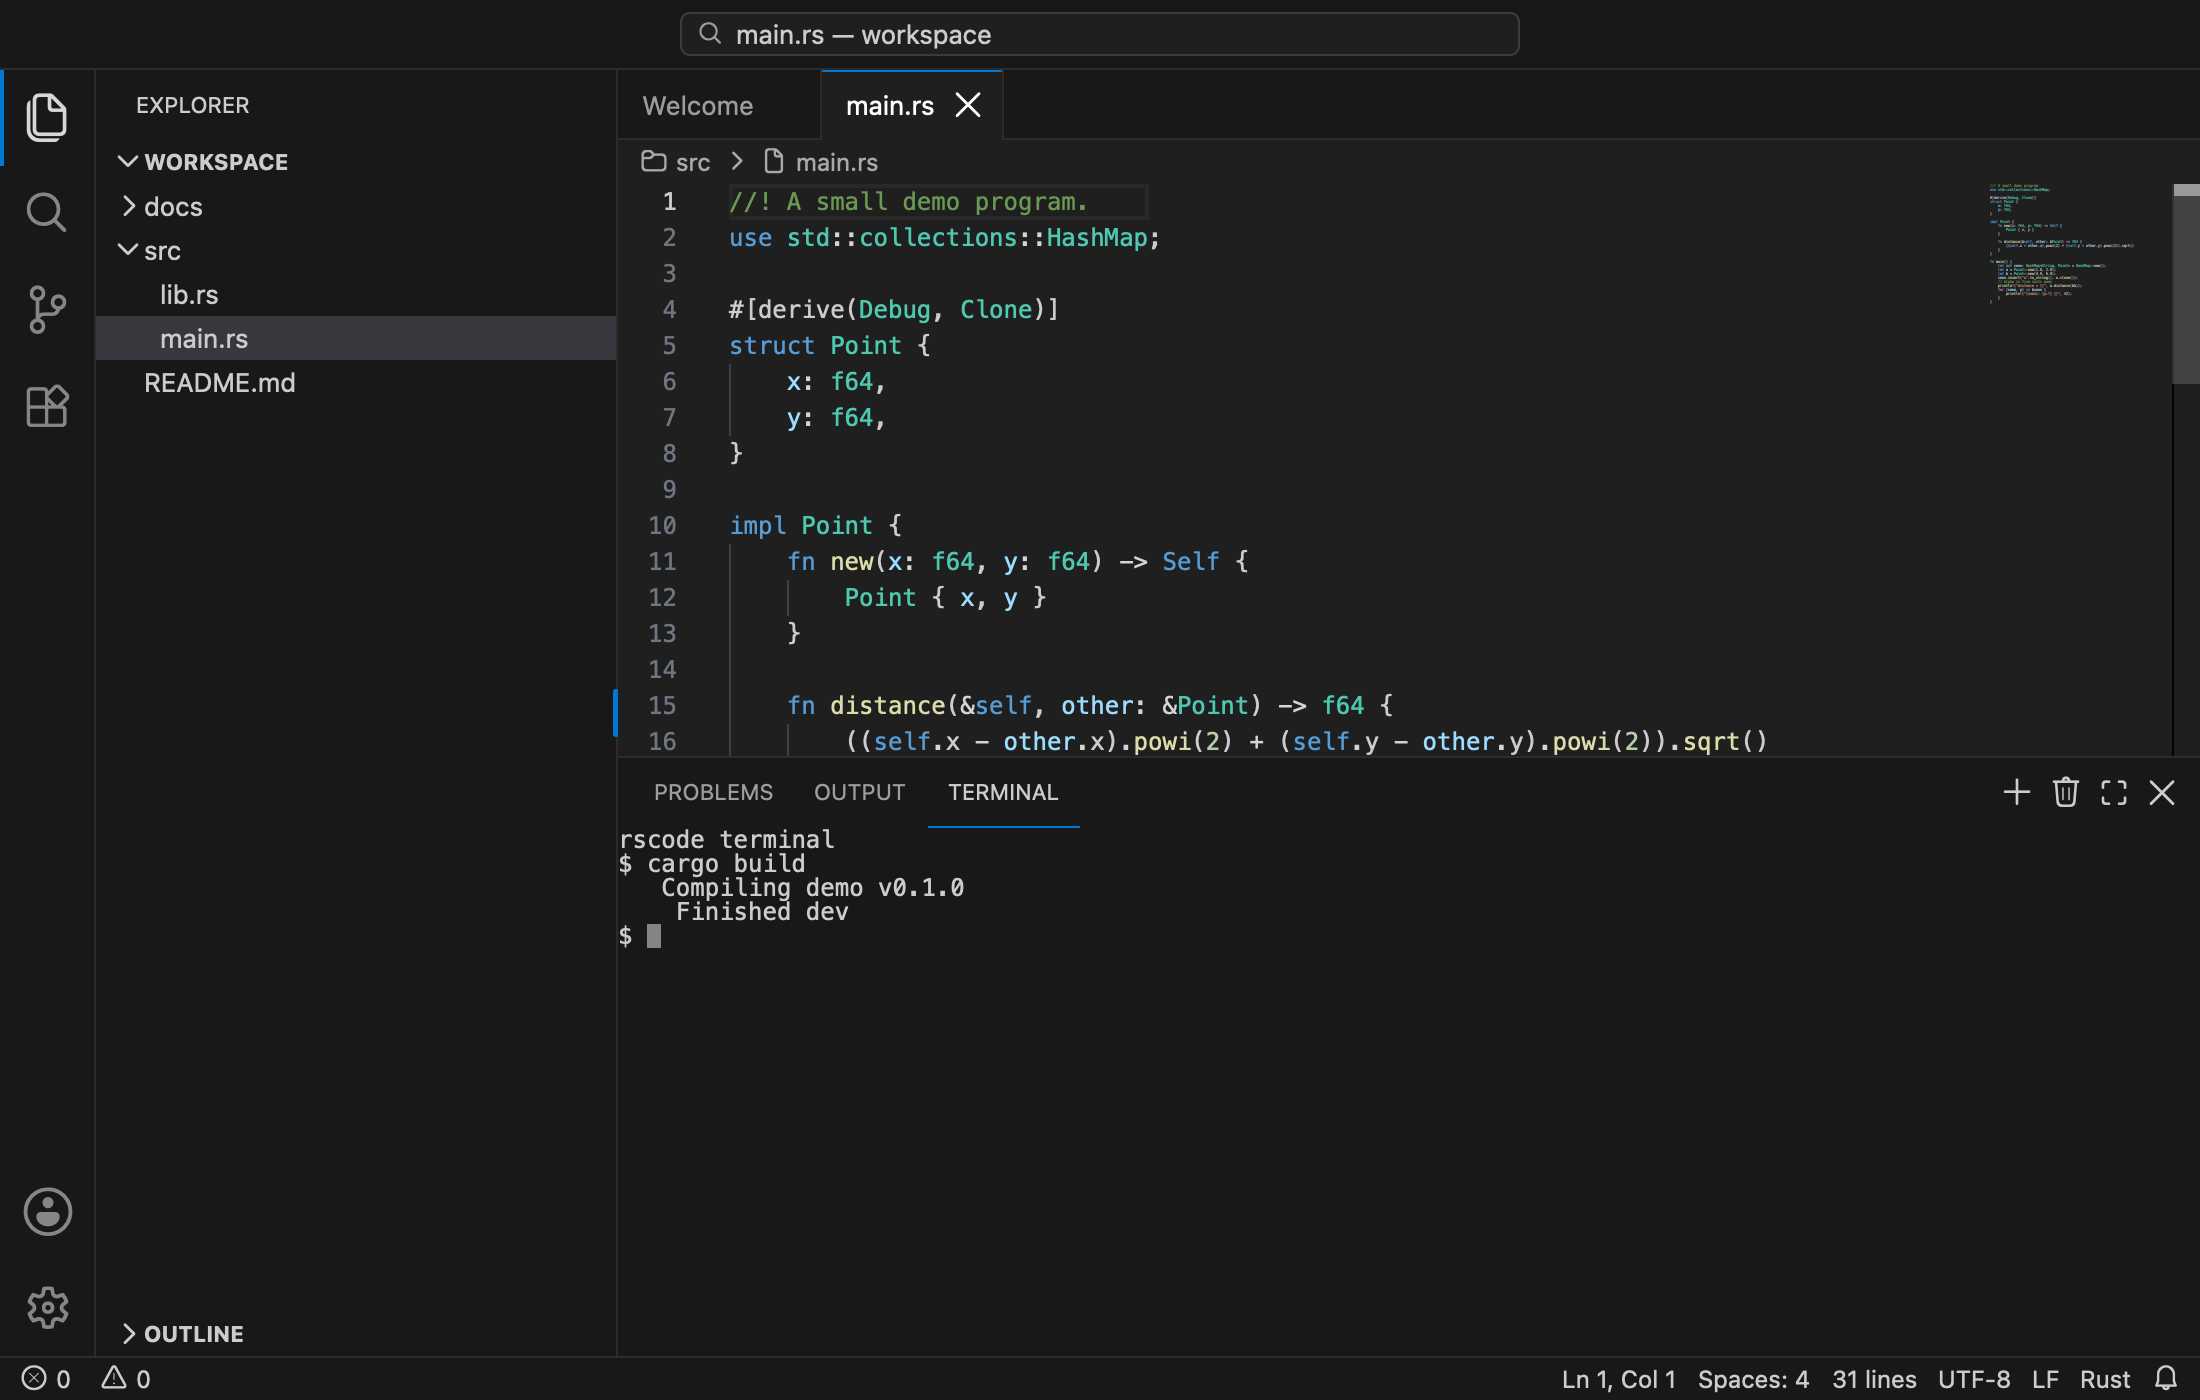 main.rs — workspace
EXPLORER
WORKSPACE
docs
src
lib.rs
main.rs
README.md
OUTLINE
Welcome
main.rs
src > main.rs
1 //! A small demo program.
2 use std::collections::HashMap;
3
4 #[derive(Debug, Clone)]
5 struct Point {
6 x: f64,
7 y: f64,
8 }
9
10 impl Point {
11 fn new(x: f64, y: f64) -> Self {
12 Point { x, y }
13 }
14
15 fn distance(&self, other: &Point) -> f64 {
16 ((self.x - other.x).powi(2) + (self.y - other.y).powi(2)).sqrt()
PROBLEMS OUTPUT TERMINAL
rscode terminal
$ cargo build
Compiling demo v0.1.0
Finished dev
$
0 0
Ln 1, Col 1 Spaces: 4 31 lines UTF-8 LF Rust